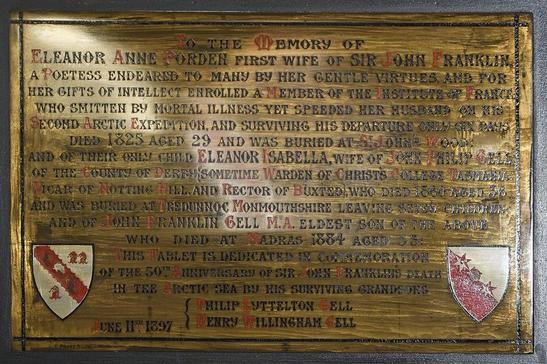 To the Memory of
Eleanor Anne Porden first wife of Sir John Franklin,
a Poetess endeared to many by her gentle virtues, and for
her gifts of intellect enrolled a Member of the Institute of France
who smitten by mortal illness yet speeded her husband on his
Second Arctic Expedition, and surviving his departure only six days
died 1825 aged 29 and was buried at St. Johns Wood:
and of their only child Eleanor Isabella, wife of John Philip Gell
of the County of Derby (sometime Warden of Christs College Tasmania
Vicar of Notting Hill and Rector of Buxted), who died 1860 aged 36
and was buried at Tredunnoc Monmouthshire leaving seven children
and of John Franklin Gell M.A. eldest son of the above
who died at Madras 1884 aged 33:
This Tablet is dedicated in commemoration
of the 50th Anniversary of Sir John Franklin's death
in the Arctic Sea by his surviving grandsons
Philip Lyttelton Gell
Henry Willingham Gell
June 11th 1897